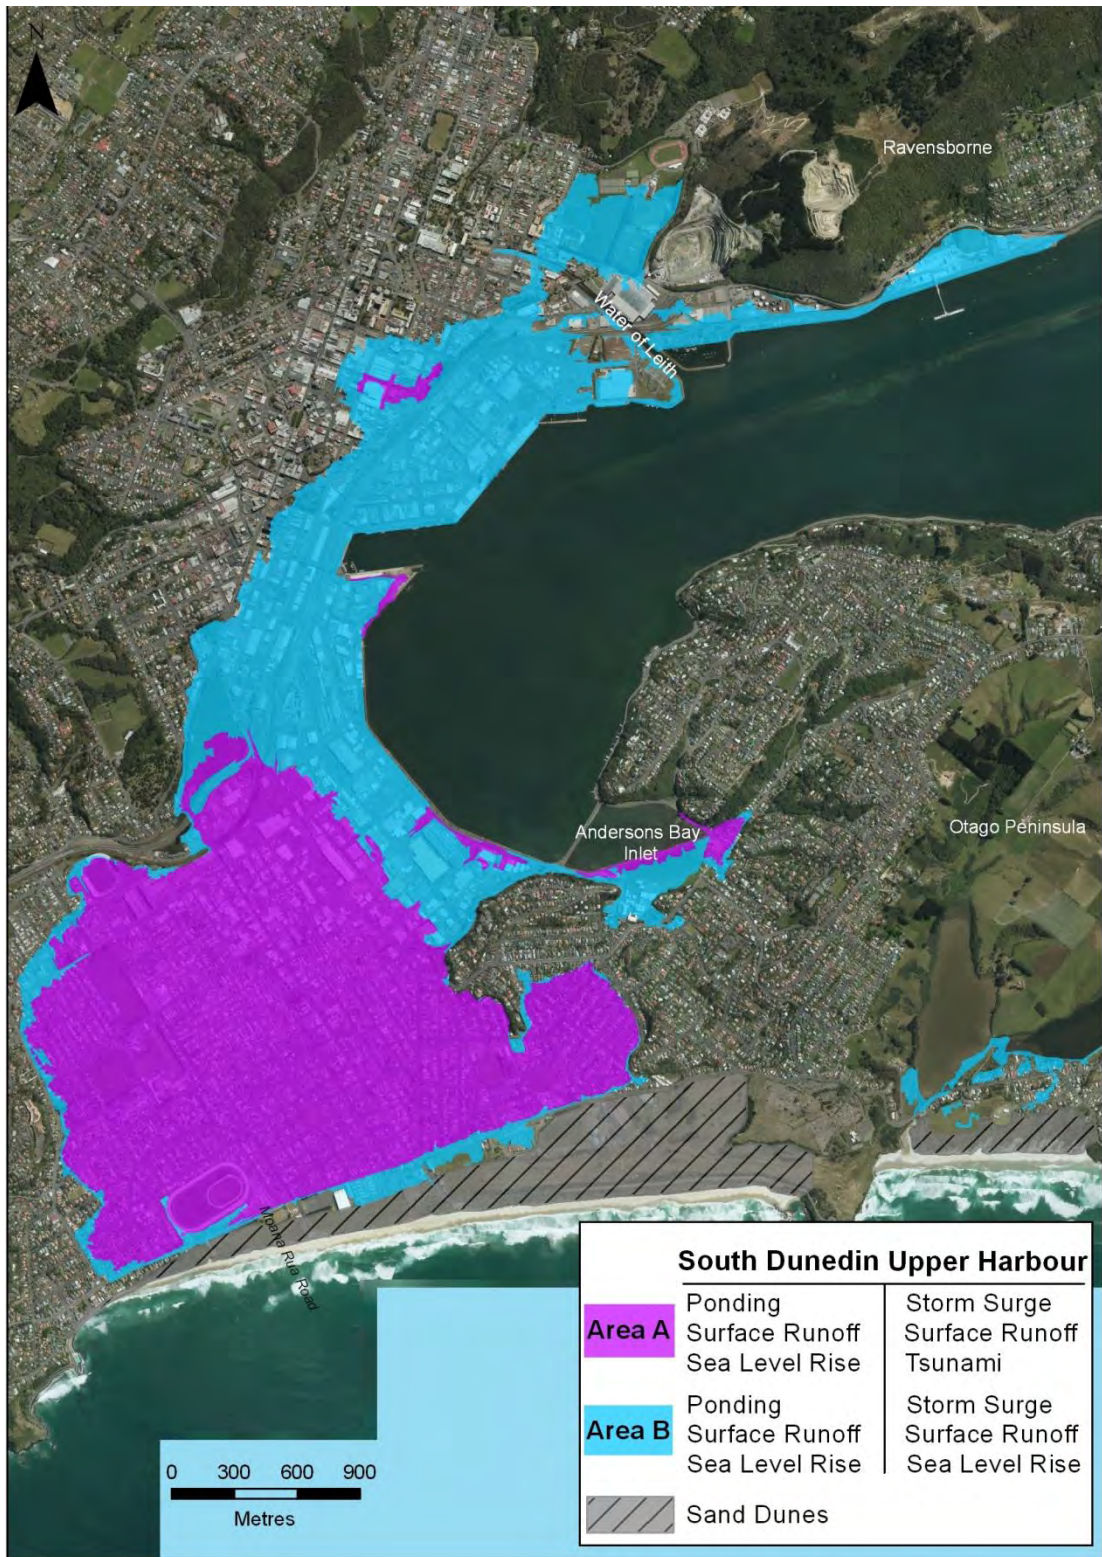 N
Ravensborne
Water of Leith
Andersons Bay
Inlet
Otago Peninsula
Moana Rua Road
South Dunedin Upper Harbour
Area A
Ponding
Surface Runoff
Sea Level Rise
Storm Surge
Surface Runoff
Tsunami
Area B
Ponding
Surface Runoff
Sea Level Rise
Storm Surge
Surface Runoff
Sea Level Rise
Sand Dunes
0 300 600 900
Metres